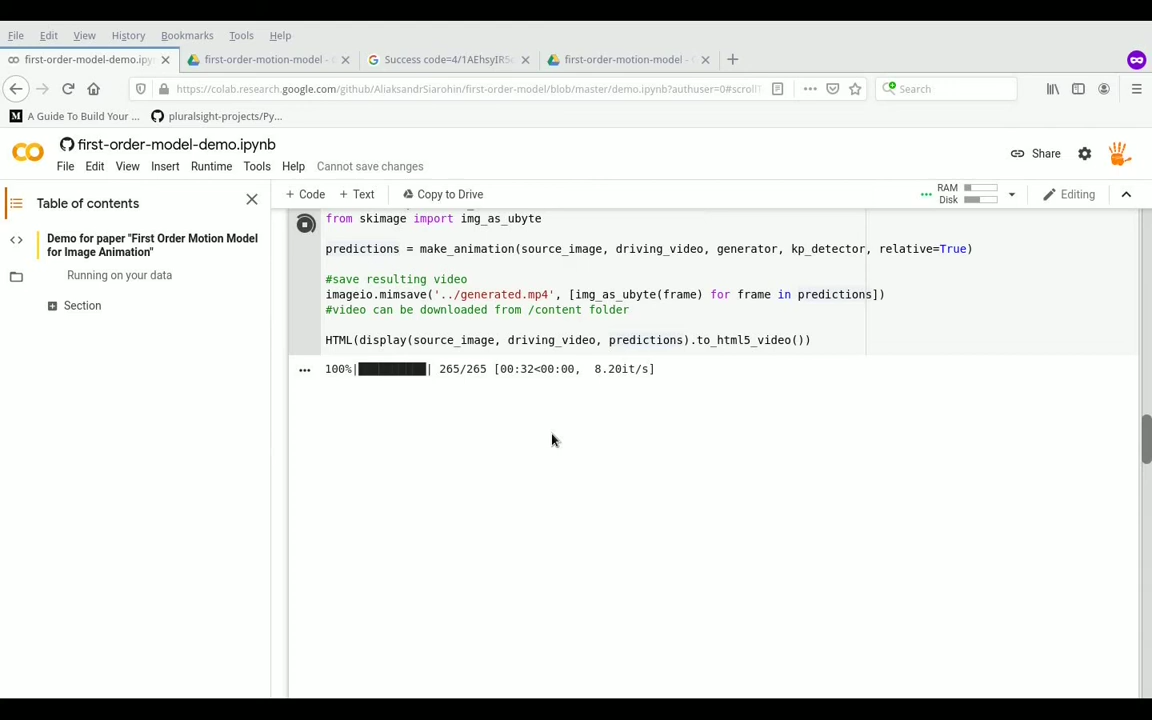 File Edit View History Bookmarks Tools Help
first-order-model-demo.ipy
first-order-motion-model -
Success code=4/1AEhsyIR5
first-order-motion-model -
https://colab.research.google.com/github/AliaksandrSiarohin/first-order-model/blob/master/demo.ipynb?authuser=0#scrollT
Search
A Guide To Build Your ...
pluralsight-projects/Py...
first-order-model-demo.ipynb
File Edit View Insert Runtime Tools Help Cannot save changes
Share
Table of contents
+ Code + Text Copy to Drive
RAM
Disk
Editing
Demo for paper "First Order Motion Model
for Image Animation"
Running on your data
Section
from skimage import img_as_ubyte
predictions = make_animation(source_image, driving_video, generator, kp_detector, relative=True)
#save resulting video
imageio.mimsave('../generated.mp4', [img_as_ubyte(frame) for frame in predictions])
#video can be downloaded from /content folder
HTML(display(source_image, driving_video, predictions).to_html5_video())
100%|██████████| 265/265 [00:32<00:00, 8.20it/s]